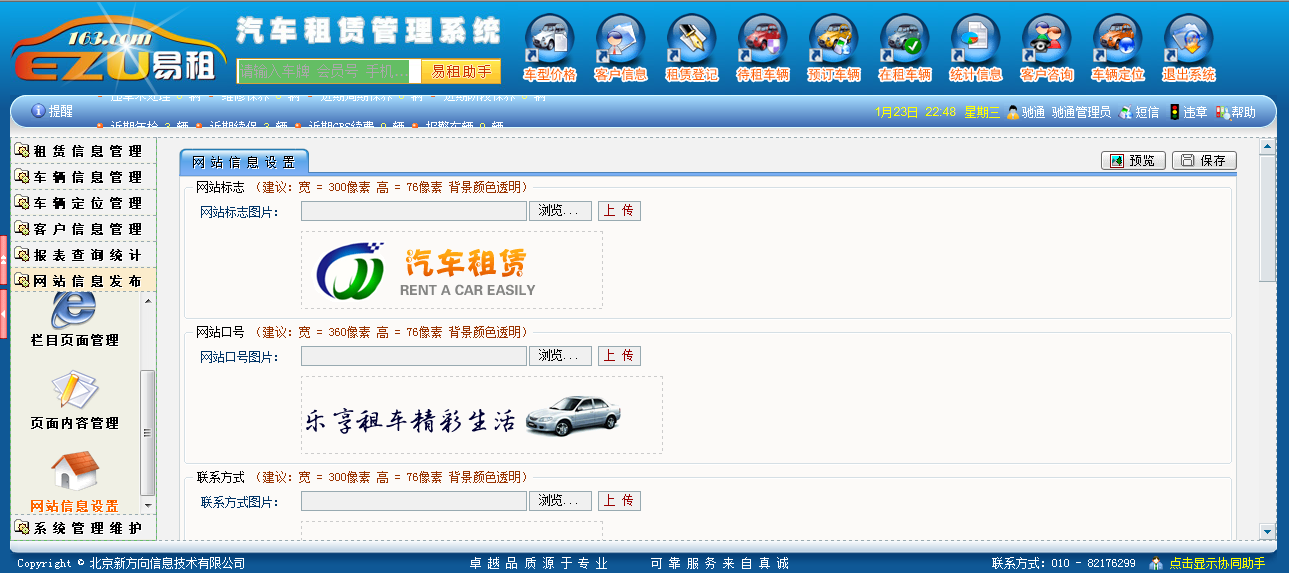 163.com
EZU易租
汽车租赁管理系统
请输入车牌 会员号 手机... 易租助手
车型价格 客户信息 租赁登记 待租车辆 预订车辆 在租车辆 统计信息 客户咨询 车辆定位 退出系统
提醒
近期年检 3 辆 近期续保 3 辆 近期GPS续费 0 辆 报警车辆 0 辆
1月23日 22:48 星期三 驰通 驰通管理员 短信 违章 帮助
租赁信息管理
车辆信息管理
车辆定位管理
客户信息管理
报表查询统计
网站信息发布
栏目页面管理
页面内容管理
网站信息设置
系统管理维护
网站信息设置
预览 保存
网站标志 (建议: 宽 = 300像素 高 = 76像素 背景颜色透明)
网站标志图片: 浏览... 上 传
汽车租赁
RENT A CAR EASILY
网站口号 (建议: 宽 = 360像素 高 = 76像素 背景颜色透明)
网站口号图片: 浏览... 上 传
乐享租车精彩生活
联系方式 (建议: 宽 = 300像素 高 = 76像素 背景颜色透明)
联系方式图片: 浏览... 上 传
Copyright © 北京新方向信息技术有限公司 卓越品质源于专业 可靠服务来自真诚 联系方式: 010 - 82176299 点击显示协同助手